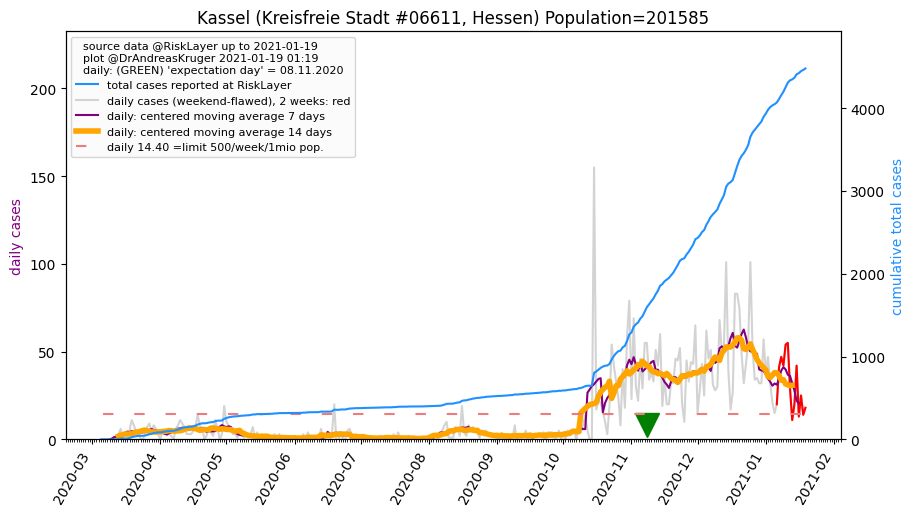 Kassel (Kreisfreie Stadt #06611, Hessen) Population=201585
source data @RiskLayer up to 2021-01-19
plot @DrAndreasKruger 2021-01-19 01:19
daily: (GREEN) 'expectation day' = 08.11.2020
total cases reported at RiskLayer
daily cases (weekend-flawed), 2 weeks: red
daily: centered moving average 7 days
daily: centered moving average 14 days
daily 14.40 =limit 500/week/1mio pop.
daily cases
200
150
100
50
0
cumulative total cases
4000
3000
2000
1000
0
2020-03
2020-04
2020-05
2020-06
2020-07
2020-08
2020-09
2020-10
2020-11
2020-12
2021-01
2021-02